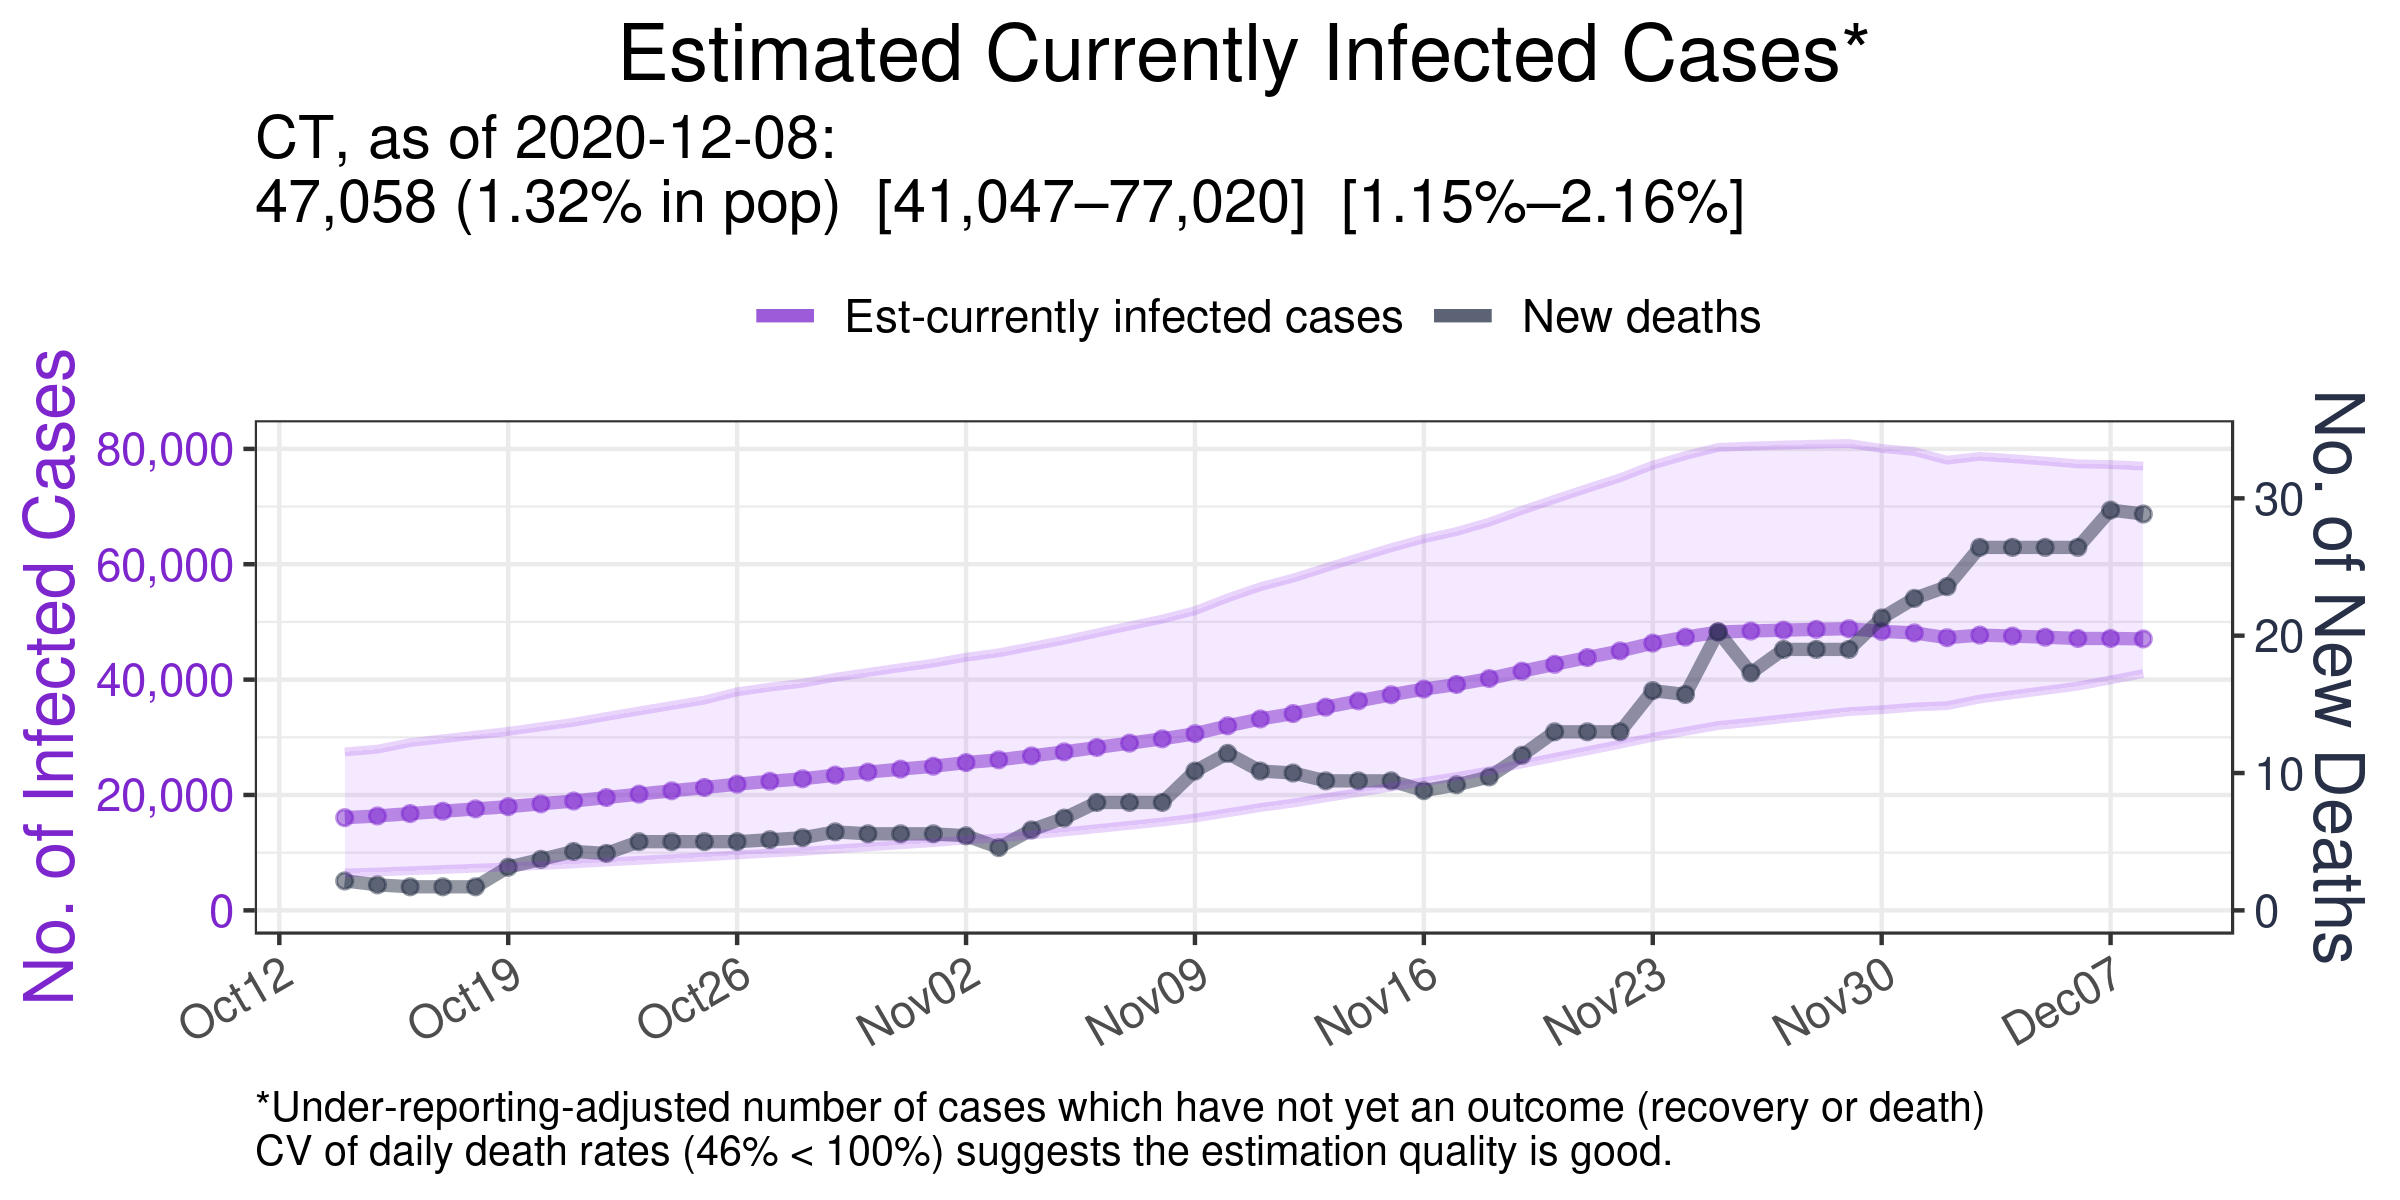 Estimated Currently Infected Cases*
CT, as of 2020-12-08:
47,058 (1.32% in pop)  [41,047–77,020]  [1.15%–2.16%]
Est-currently infected cases
New deaths
No. of Infected Cases
80,000
60,000
40,000
20,000
0
30
20
10
0
No. of New Deaths
Oct12
Oct19
Oct26
Nov02
Nov09
Nov16
Nov23
Nov30
Dec07
*Under-reporting-adjusted number of cases which have not yet an outcome (recovery or death)
CV of daily death rates (46% < 100%) suggests the estimation quality is good.